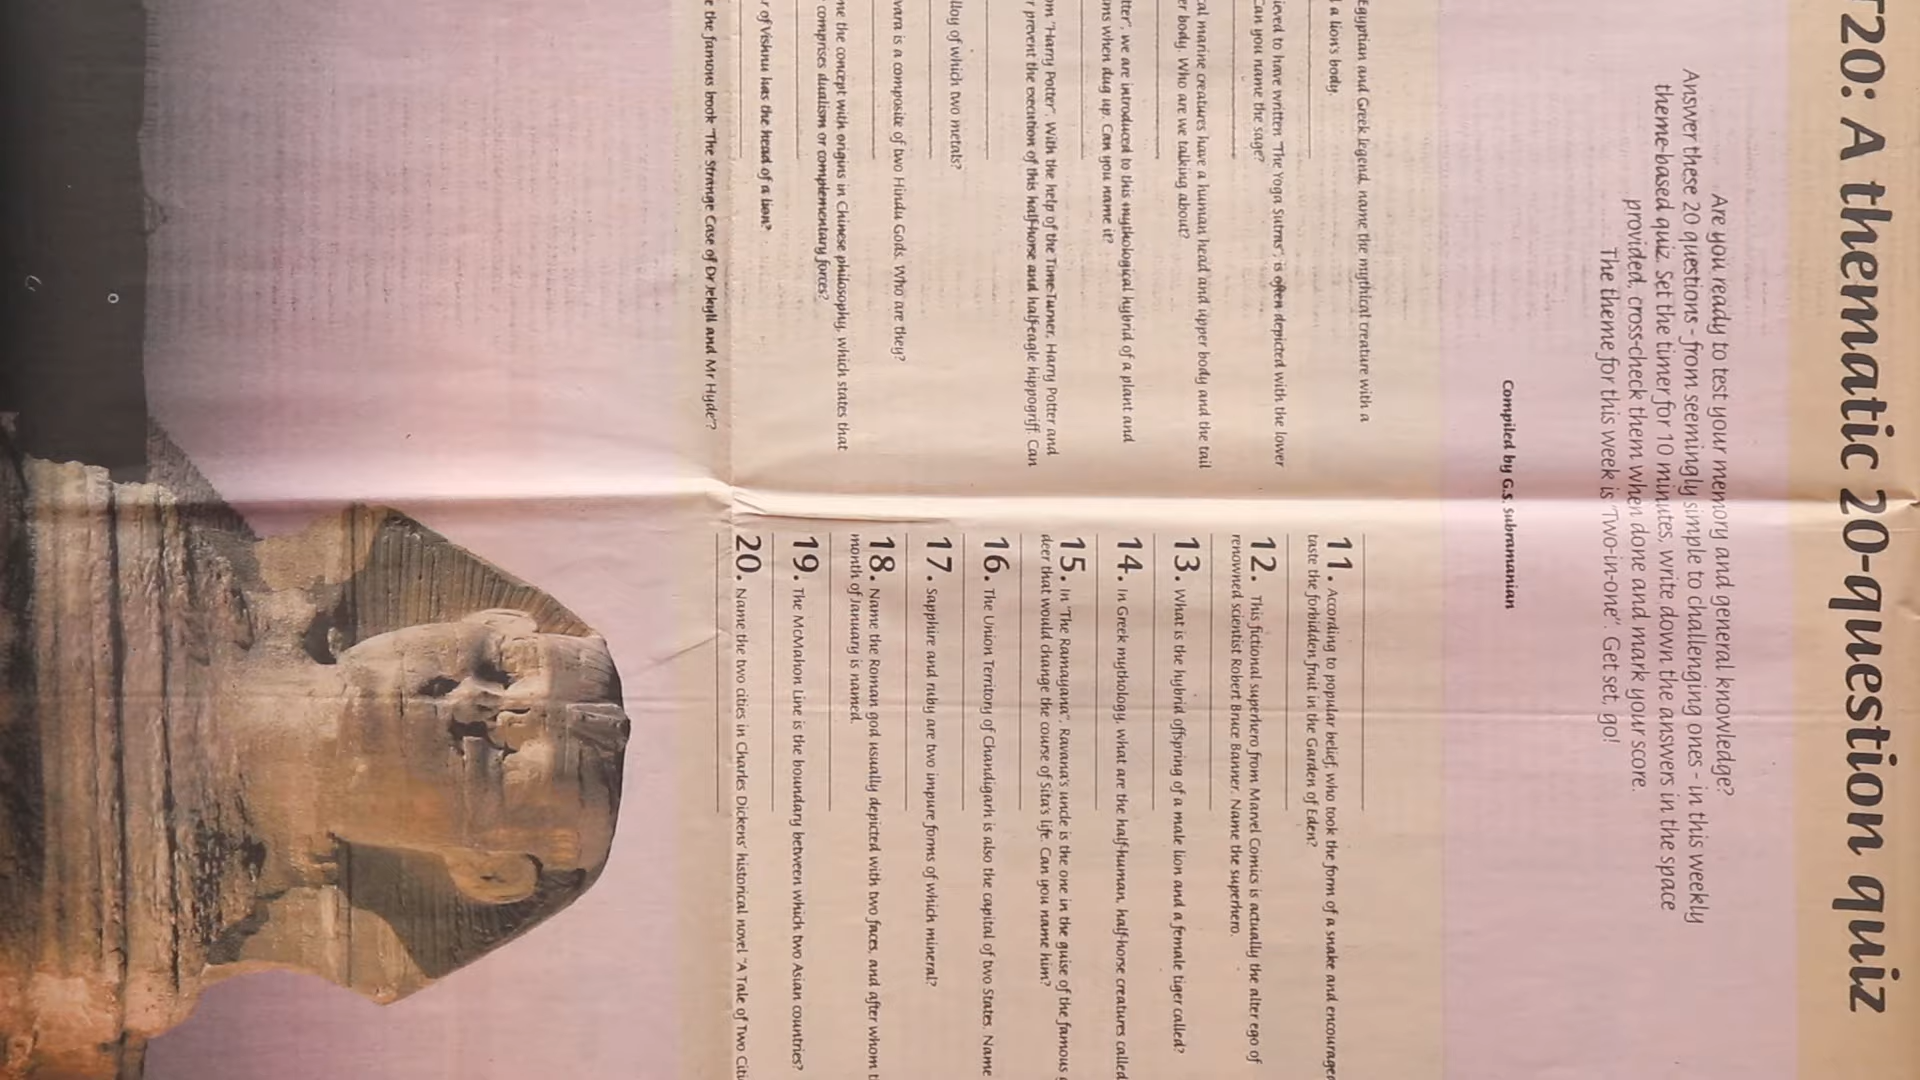 T20: A thematic 20-question quiz
Are you ready to test your memory and general knowledge?
Answer these 20 questions - from seemingly simple to challenging ones - in this weekly
theme-based quiz. Set the timer for 10 minutes, write down the answers in the space
provided, cross-check them when done and mark your score.
The theme for this week is "Two-in-one". Get set, go!
Compiled by G.S. Subramanian
Egyptian and Greek legend, name the mythical creature with a
a lion's body.
ieved to have written "The Yoga Sutras", is often depicted with the lower
Can you name the sage?
cal marine creatures have a human head and upper body and the tail
er body. Who are we talking about?
tter", we are introduced to this mythological hybrid of a plant and
ms when dug up. Can you name it?
om "Harry Potter". With the help of the Time-Turner, Harry Potter and
r prevent the execution of this half-horse and half-eagle hippogriff. Can
lloy of which two metals?
vara is a composite of two Hindu Gods. Who are they?
me the concept with origins in Chinese philosophy, which states that
comprises dualism or complementary forces?
r of Vishnu has the head of a lion?
e the famous book "The Strange Case of Dr Jekyll and Mr Hyde"?
11. According to popular belief, who took the form of a snake and encourage
taste the forbidden fruit in the Garden of Eden?
12. This fictional superhero from Marvel Comics is actually the alter ego of
renowned scientist Robert Bruce Banner. Name the superhero.
13. What is the hybrid offspring of a male lion and a female tiger called?
14. In Greek mythology, what are the half-human, half-horse creatures called
15. In "The Ramayana", Ravana's uncle is the one in the guise of the famous g
deer that would change the course of Sita's life. Can you name him?
16. The Union Territory of Chandigarh is also the capital of two States. Name
17. Sapphire and ruby are two impure forms of which mineral?
18. Name the Roman god usually depicted with two faces, and after whom t
month of January is named.
19. The McMahon Line is the boundary between which two Asian countries?
20. Name the two cities in Charles Dickens' historical novel "A Tale of Two Citi